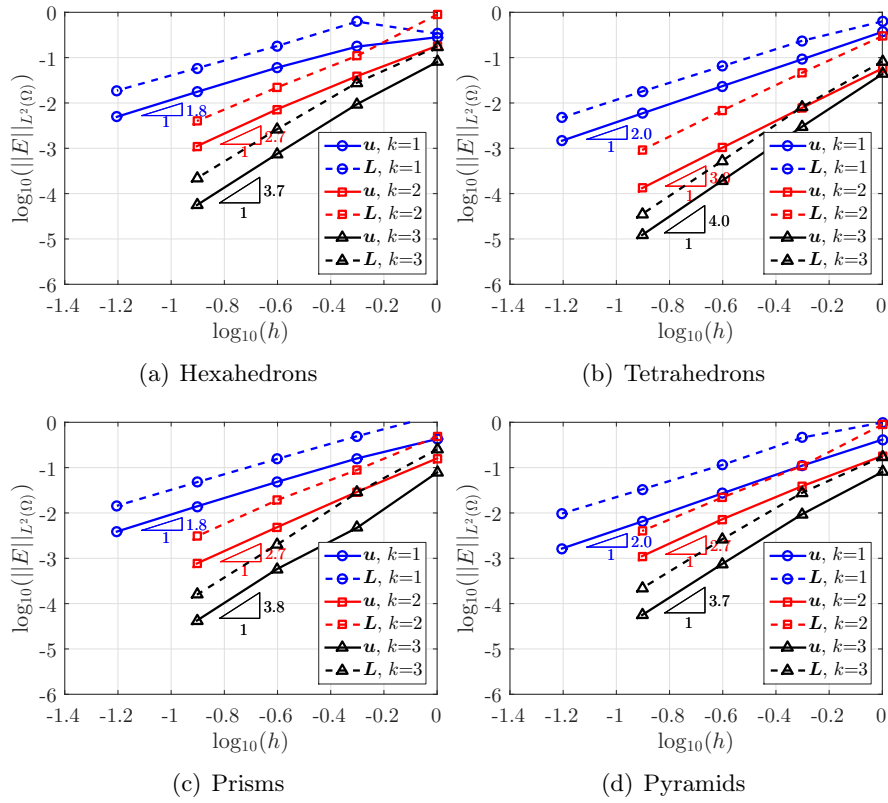 0
-1
-2
-3
-4
-5
-6
-1.4 -1.2 -1 -0.8 -0.6 -0.4 -0.2 0
log10(h)
log10(||E||L2(Ω))
1.8
1
2.7
1
3.7
1
u, k=1
L, k=1
u, k=2
L, k=2
u, k=3
L, k=3
(a) Hexahedrons
0
-1
-2
-3
-4
-5
-6
-1.4 -1.2 -1 -0.8 -0.6 -0.4 -0.2 0
log10(h)
log10(||E||L2(Ω))
2.0
1
1
4.0
1
u, k=1
L, k=1
u, k=2
L, k=2
u, k=3
L, k=3
(b) Tetrahedrons
0
-1
-2
-3
-4
-5
-6
-1.4 -1.2 -1 -0.8 -0.6 -0.4 -0.2 0
log10(h)
log10(||E||L2(Ω))
1.8
1
2.7
1
3.8
1
u, k=1
L, k=1
u, k=2
L, k=2
u, k=3
L, k=3
(c) Prisms
0
-1
-2
-3
-4
-5
-6
-1.4 -1.2 -1 -0.8 -0.6 -0.4 -0.2 0
log10(h)
log10(||E||L2(Ω))
2.0
1
2.7
1
3.7
1
u, k=1
L, k=1
u, k=2
L, k=2
u, k=3
L, k=3
(d) Pyramids